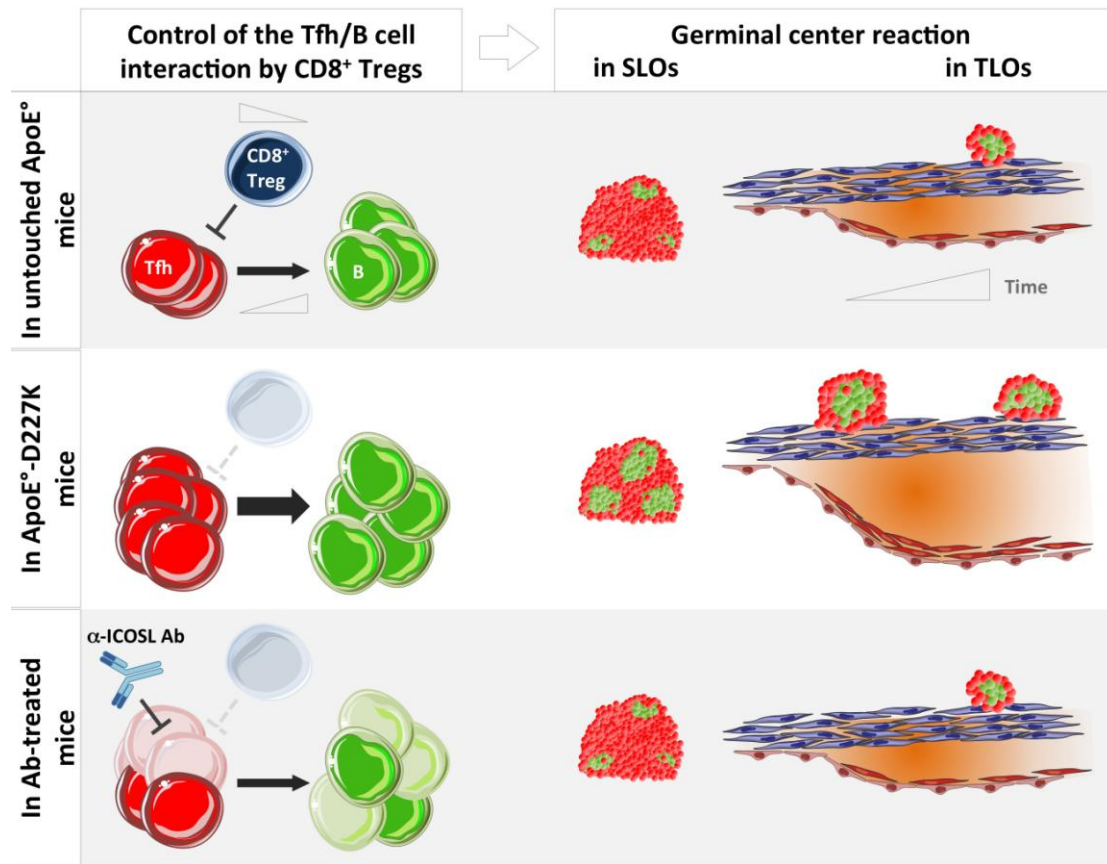 Control of the Tfh/B cell
interaction by CD8⁺ Tregs
Germinal center reaction
in SLOs
in TLOs
In untouched ApoE°
mice
CD8⁺
Treg
Tfh
B
Time
In ApoE°-D227K
mice
In Ab-treated
mice
α-ICOSL Ab